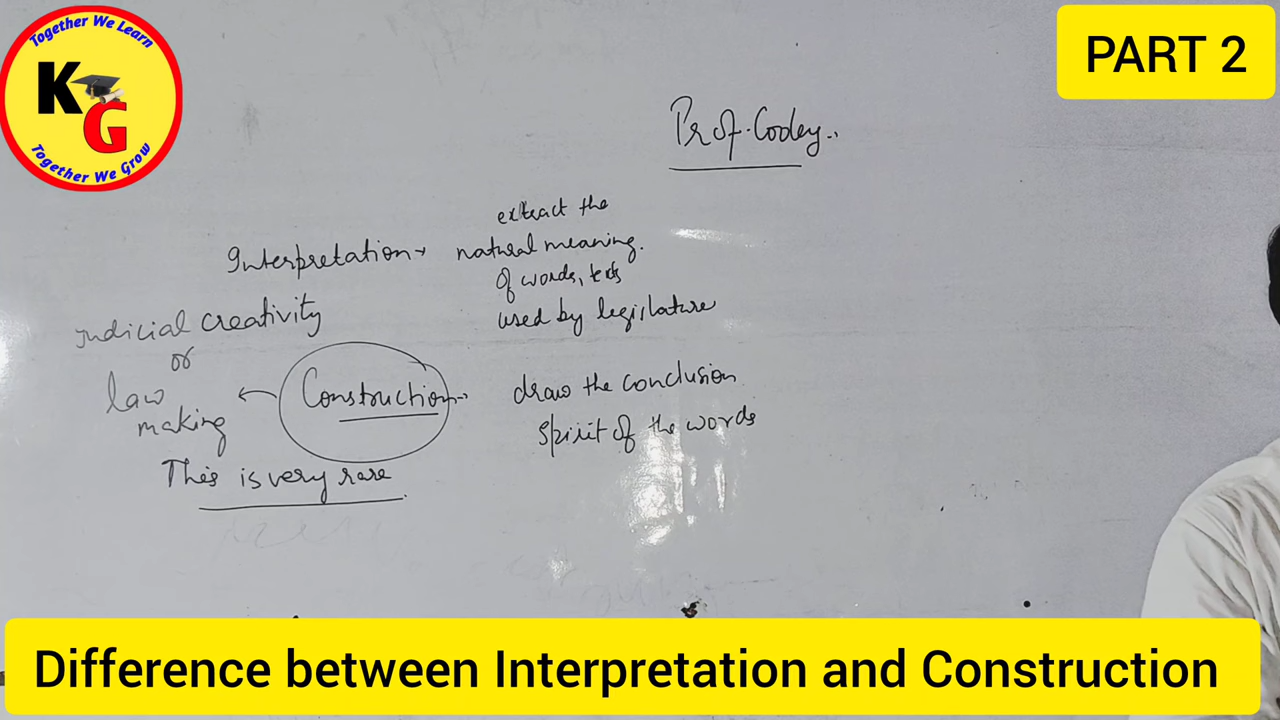 Together We Learn
KG
Together We Grow
PART 2
Prof. Cooley..
extract the
Interpretation → natural meaning.
of words, texts
used by legislature
judicial creativity
or
law
making
Construction → draw the conclusion
spirit of the words
This is very rare.
Difference between Interpretation and Construction